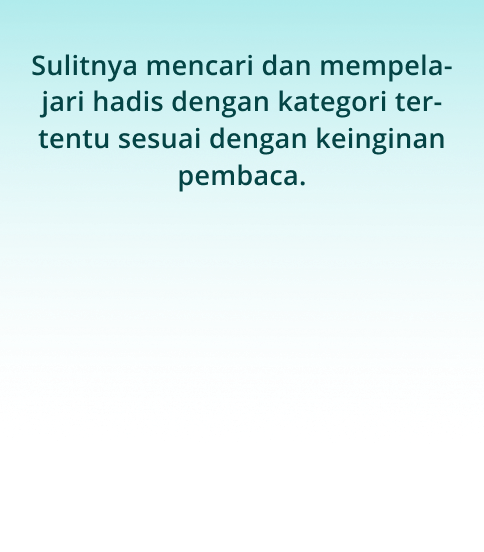 Sulitnya mencari dan mempela-
jari hadis dengan kategori ter-
tentu sesuai dengan keinginan
pembaca.